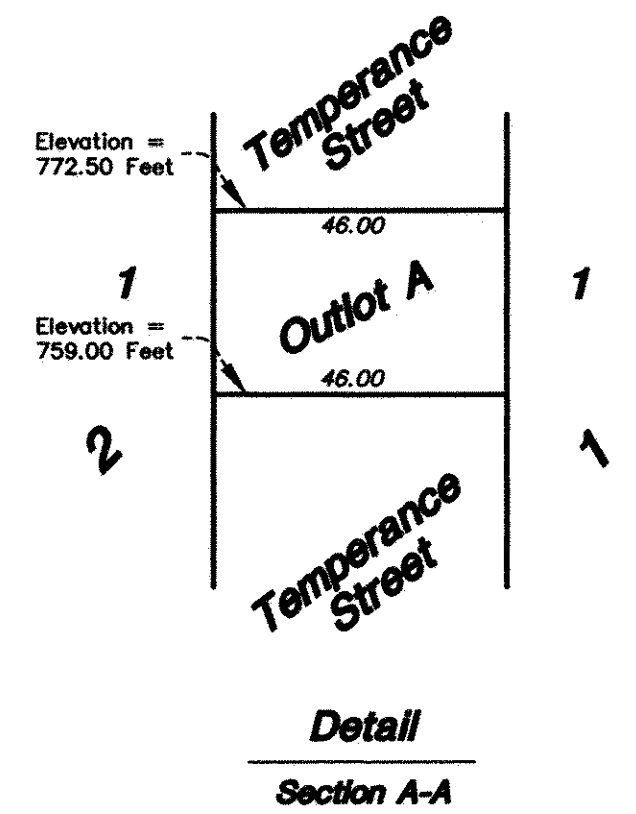 Temperance
Street
Elevation =
772.50 Feet
46.00
1
Outlot A
1
Elevation =
759.00 Feet
46.00
2
1
Temperance
Street
Detail
Section A-A